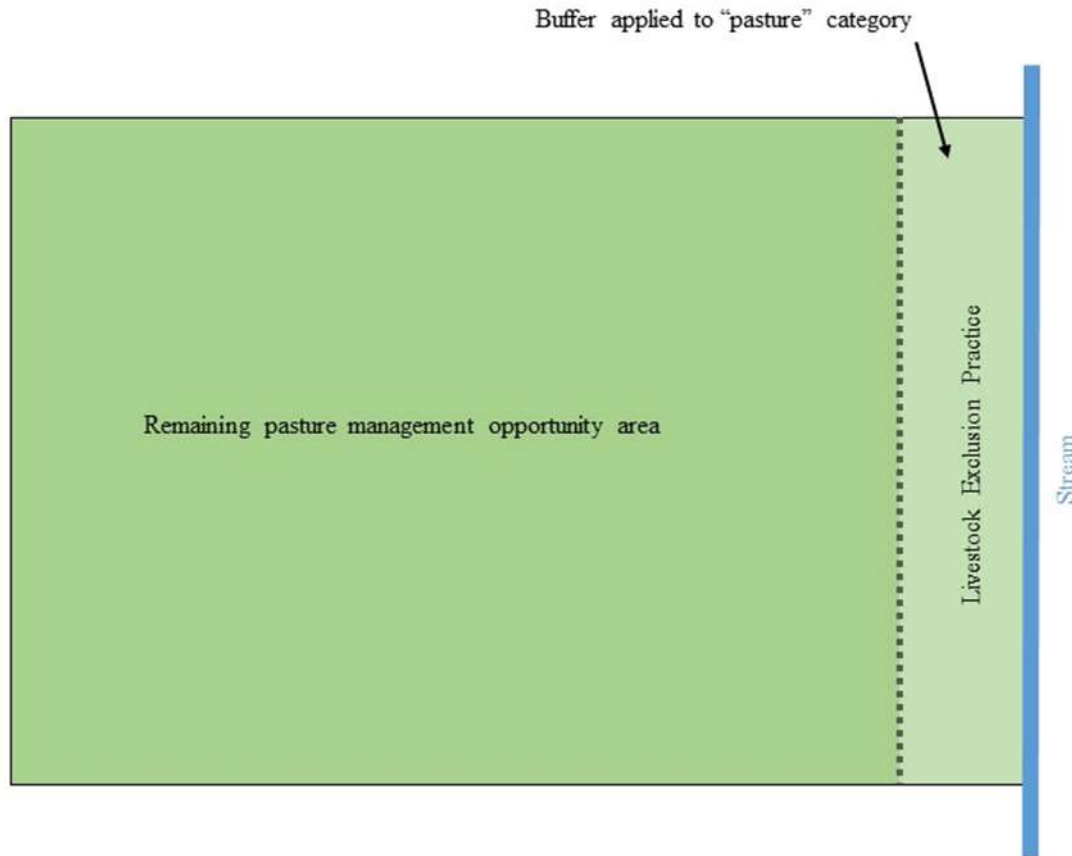 Buffer applied to “pasture” category
Remaining pasture management opportunity area
Livestock Exclusion Practice
Stream